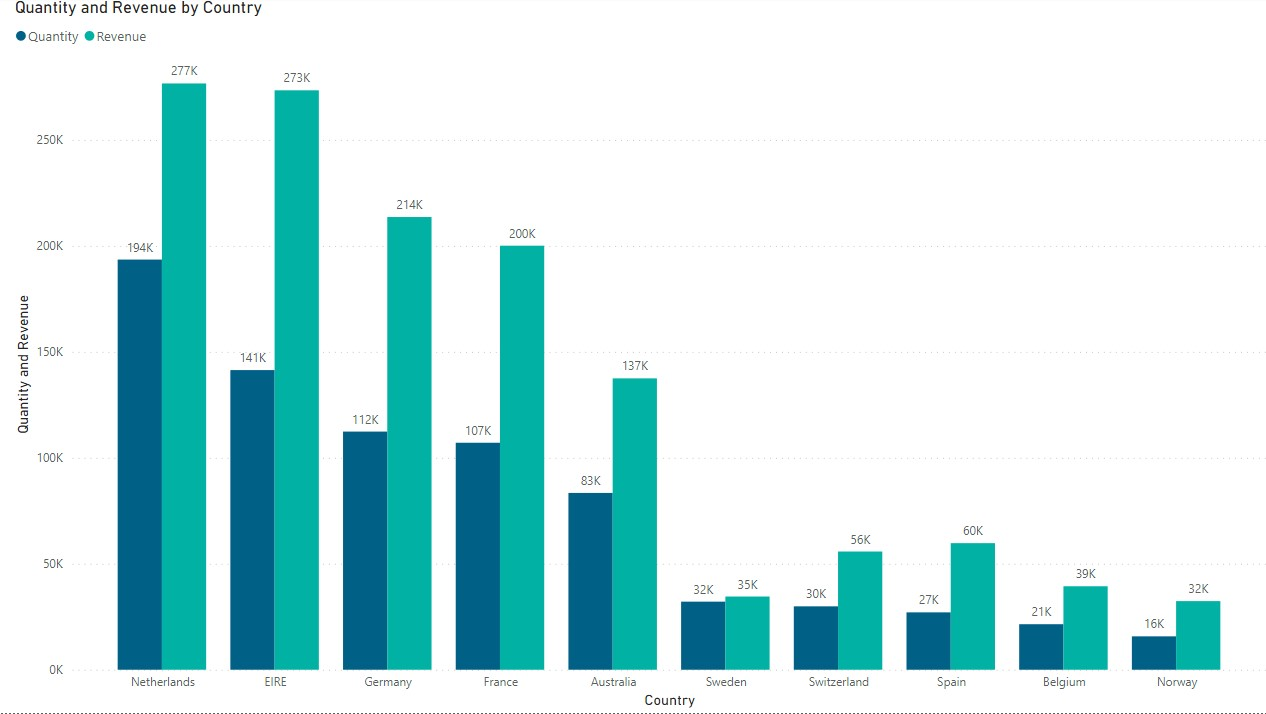 Quantity and Revenue by Country
Quantity Revenue
277K
273K
250K
214K
200K
200K
194K
150K
141K
137K
112K
107K
100K
83K
60K
56K
50K
39K
35K
32K
32K
30K
27K
21K
16K
0K
Quantity and Revenue
Netherlands EIRE Germany France Australia Sweden Switzerland Spain Belgium Norway
Country